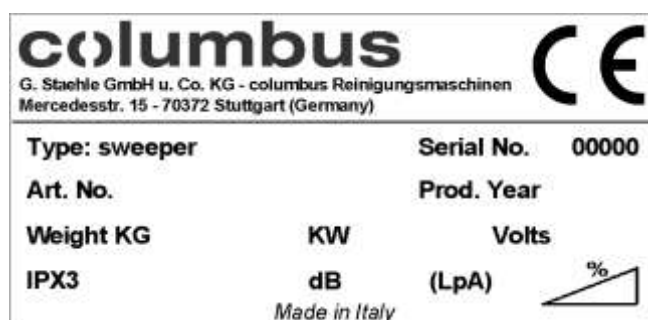 columbus
CE
G. Staehle GmbH u. Co. KG - columbus Reinigungsmaschinen
Mercedesstr. 15 - 70372 Stuttgart (Germany)
Type: sweeper Serial No. 00000
Art. No. Prod. Year
Weight KG KW Volts
IPX3 dB (LpA) %
Made in Italy